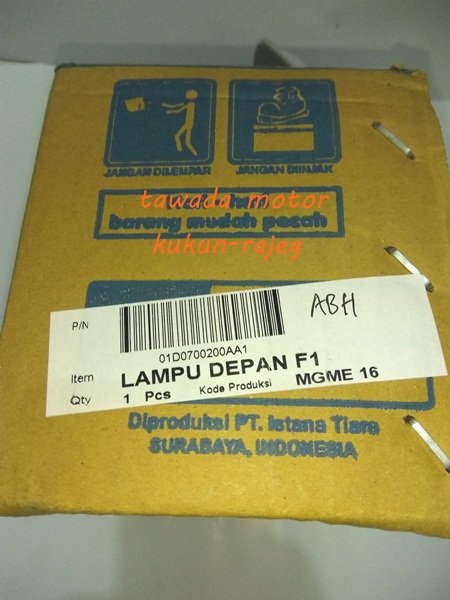 JANGAN DILEMPAR
JANGAN DIINJAK
tawada motor
barang mudah pecah
kukun-rajeg
P/N
01D0700200AA1
ABH
Item LAMPU DEPAN F1
Qty 1 Pcs Kode Produksi MGME 16
Diproduksi PT. Istana Tiara
SURABAYA, INDONESIA